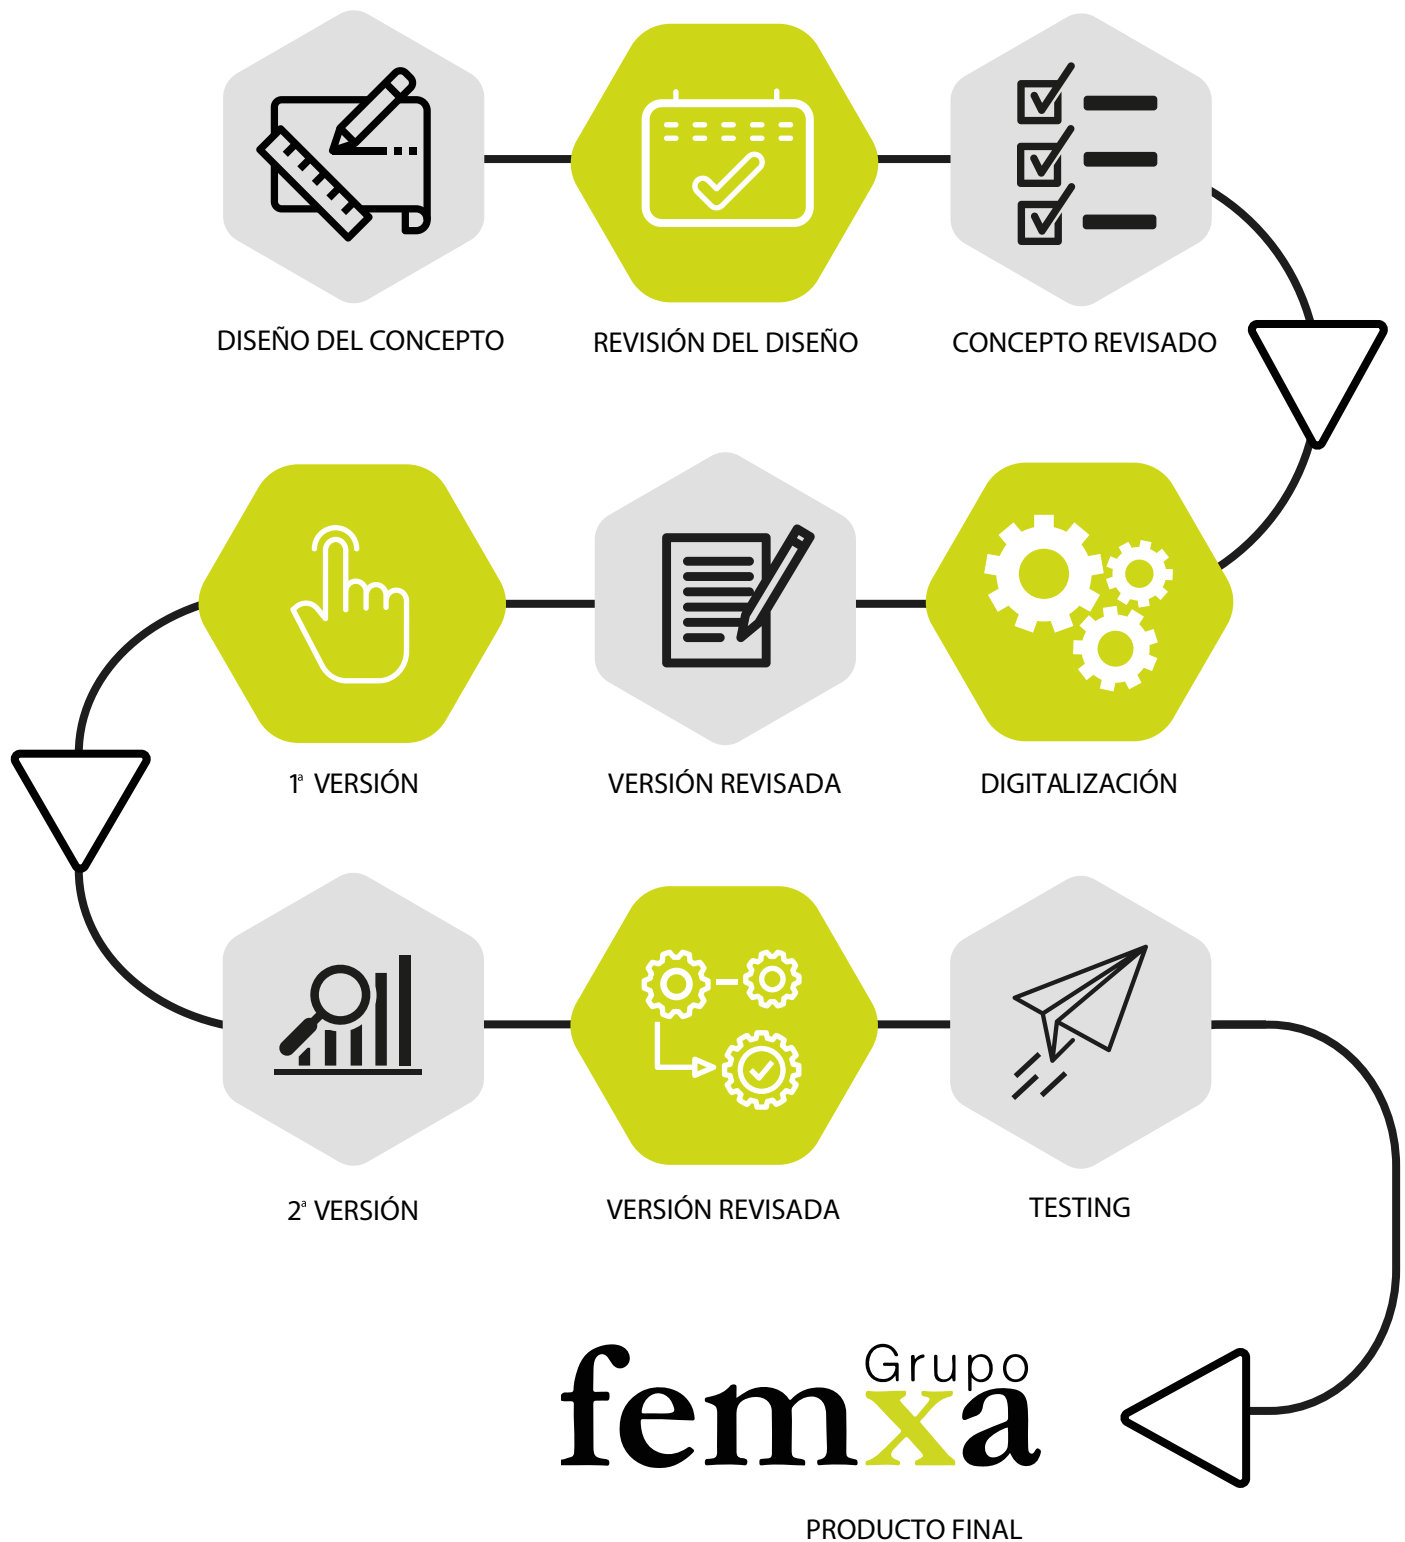 DISEÑO DEL CONCEPTO
REVISIÓN DEL DISEÑO
CONCEPTO REVISADO
1ª VERSIÓN
VERSIÓN REVISADA
DIGITALIZACIÓN
2ª VERSIÓN
VERSIÓN REVISADA
TESTING
Grupo
femxa
PRODUCTO FINAL